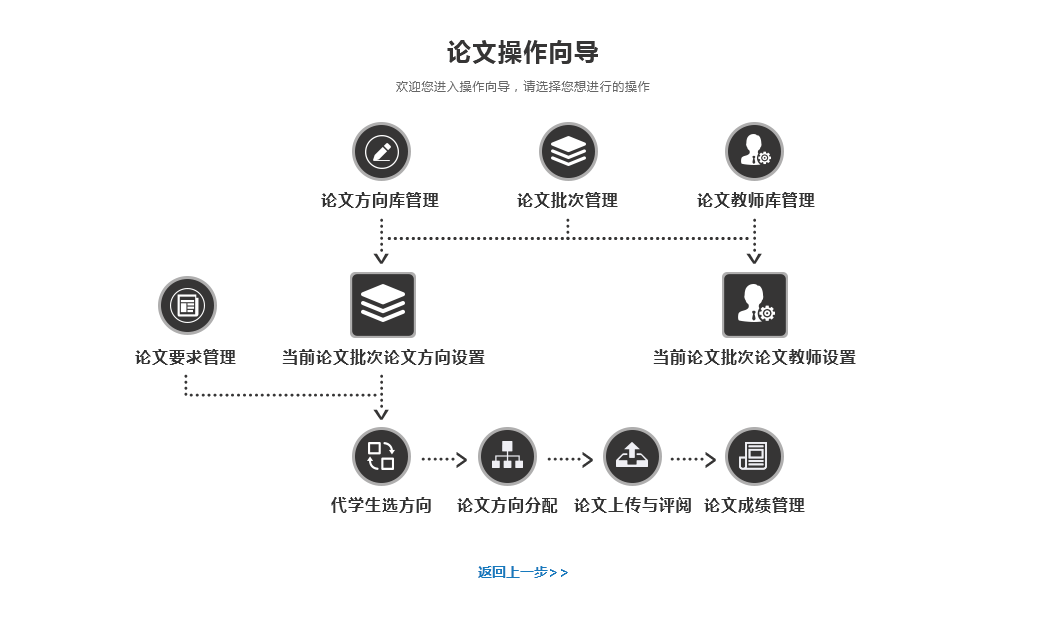 论文操作向导
欢迎您进入操作向导，请选择您想进行的操作
论文方向库管理
论文批次管理
论文教师库管理
论文要求管理
当前论文批次论文方向设置
当前论文批次论文教师设置
代学生选方向
论文方向分配
论文上传与评阅
论文成绩管理
返回上一步>>